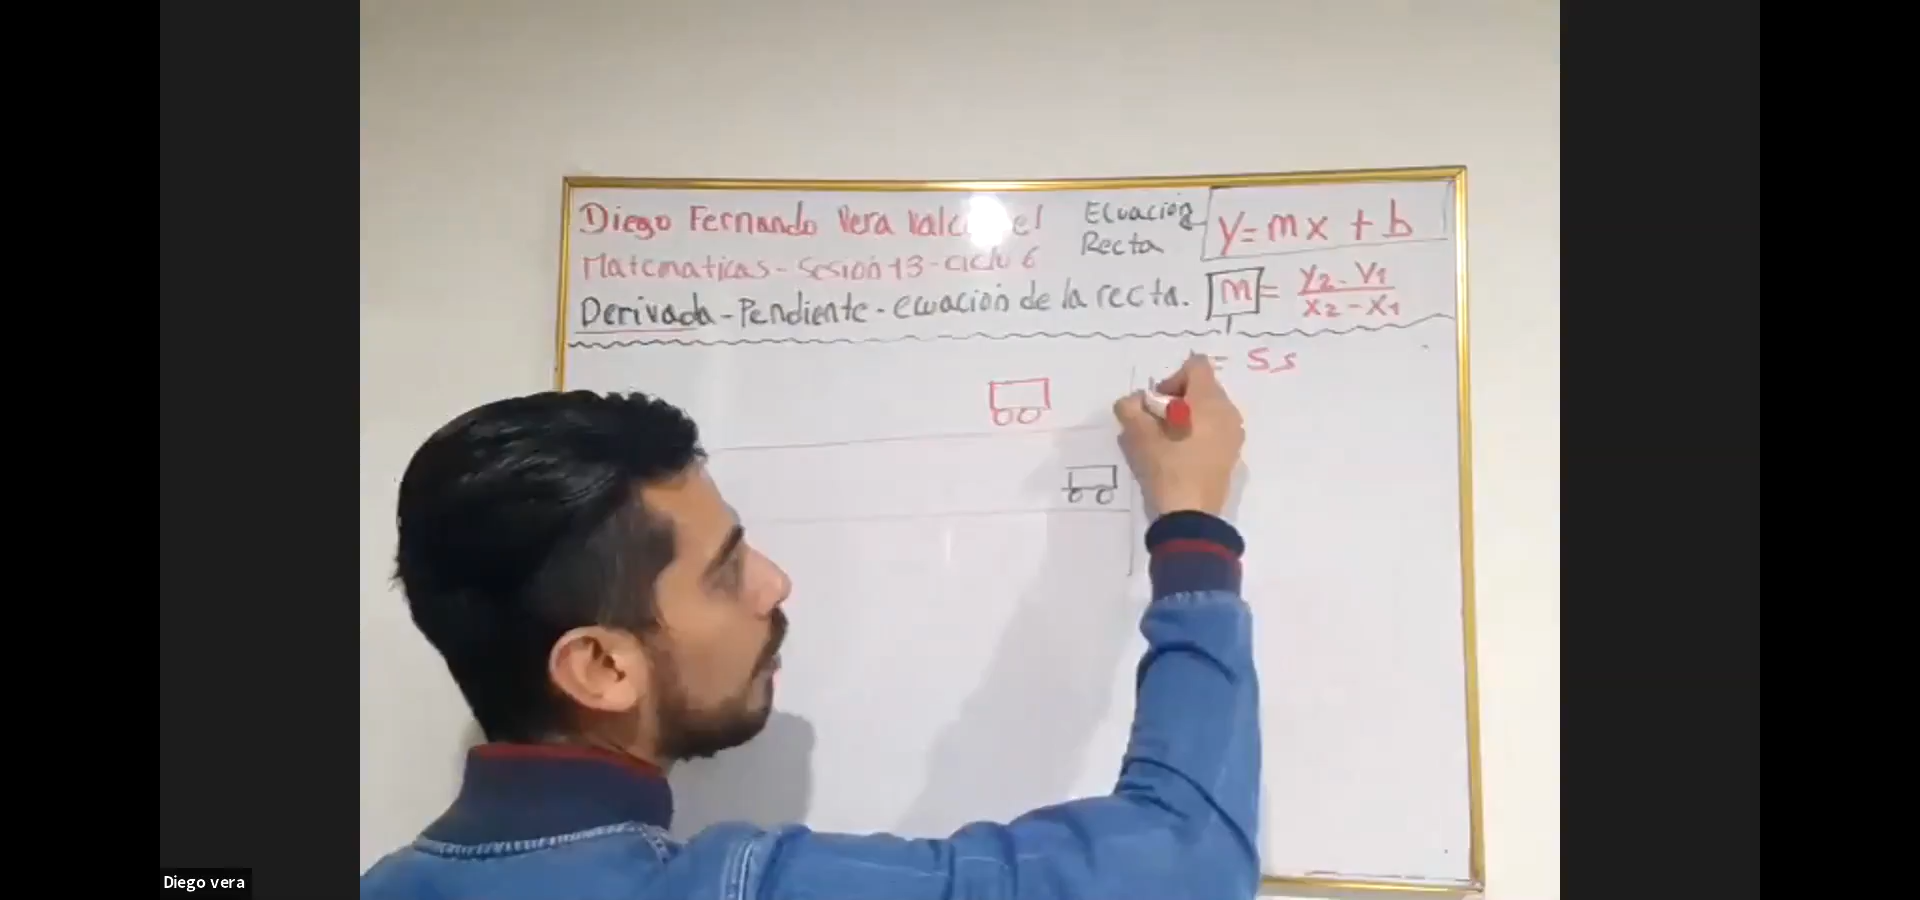 Diego Fernando Vera
Matematicas - Sesión 13 - Ciclo 6
Derivada - Pendiente - ecuación de la recta.
Ecuación
Recta
y = mx + b
m = y2 - y1 / x2 - x1
= 5s
Diego vera